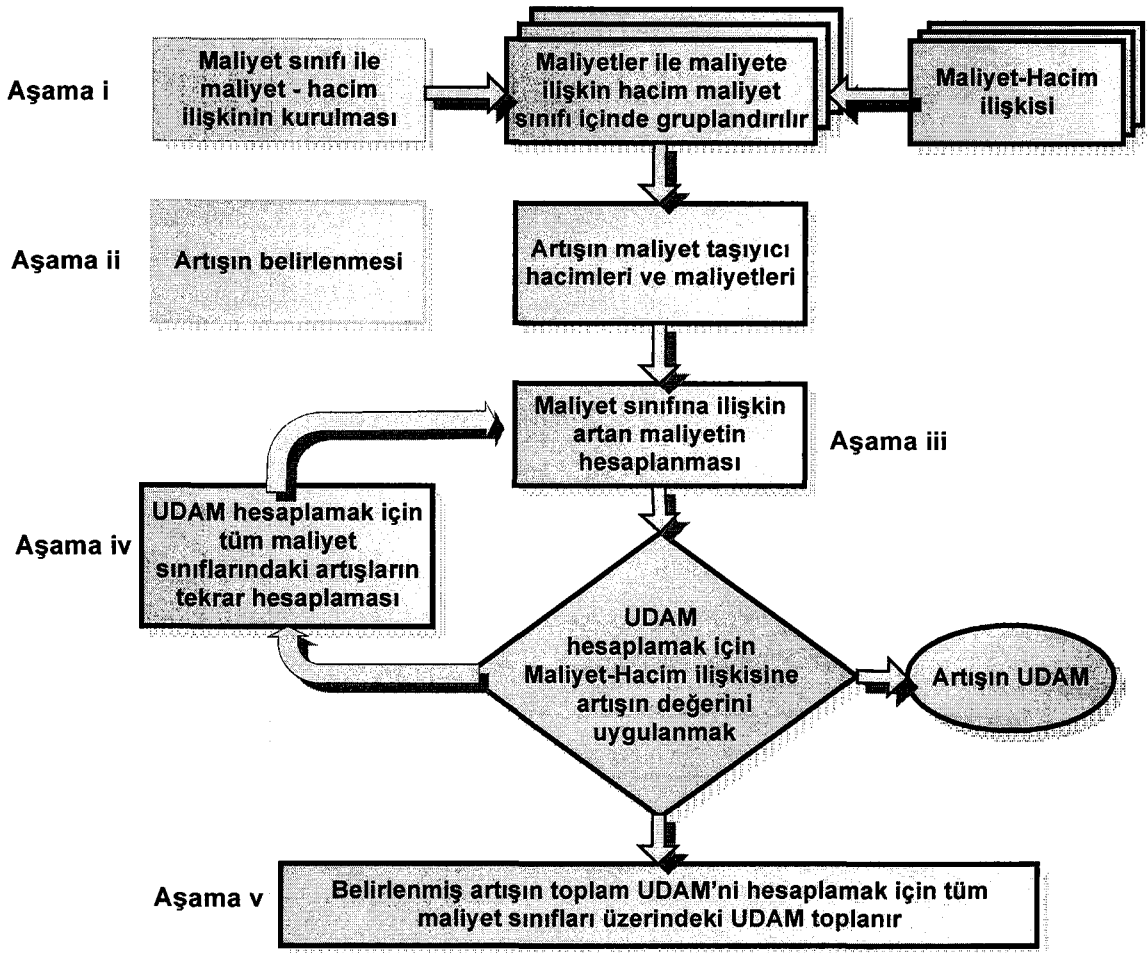 Aşama i
Maliyet sınıfı ile
maliyet - hacim
ilişkinin kurulması
Maliyetler ile maliyete
ilişkin hacim maliyet
sınıfı içinde gruplandırılır
Maliyet-Hacim
ilişkisi
Aşama ii
Artışın belirlenmesi
Artışın maliyet taşıyıcı
hacimleri ve maliyetleri
Maliyet sınıfına ilişkin
artan maliyetin
hesaplanması
Aşama iii
Aşama iv
UDAM hesaplamak için
tüm maliyet
sınıflarındaki artışların
tekrar hesaplaması
UDAM
hesaplamak için
Maliyet-Hacim ilişkisine
artışın değerini
uygulanmak
Artışın UDAM
Aşama v
Belirlenmiş artışın toplam UDAM'ni hesaplamak için tüm
maliyet sınıfları üzerindeki UDAM toplanır